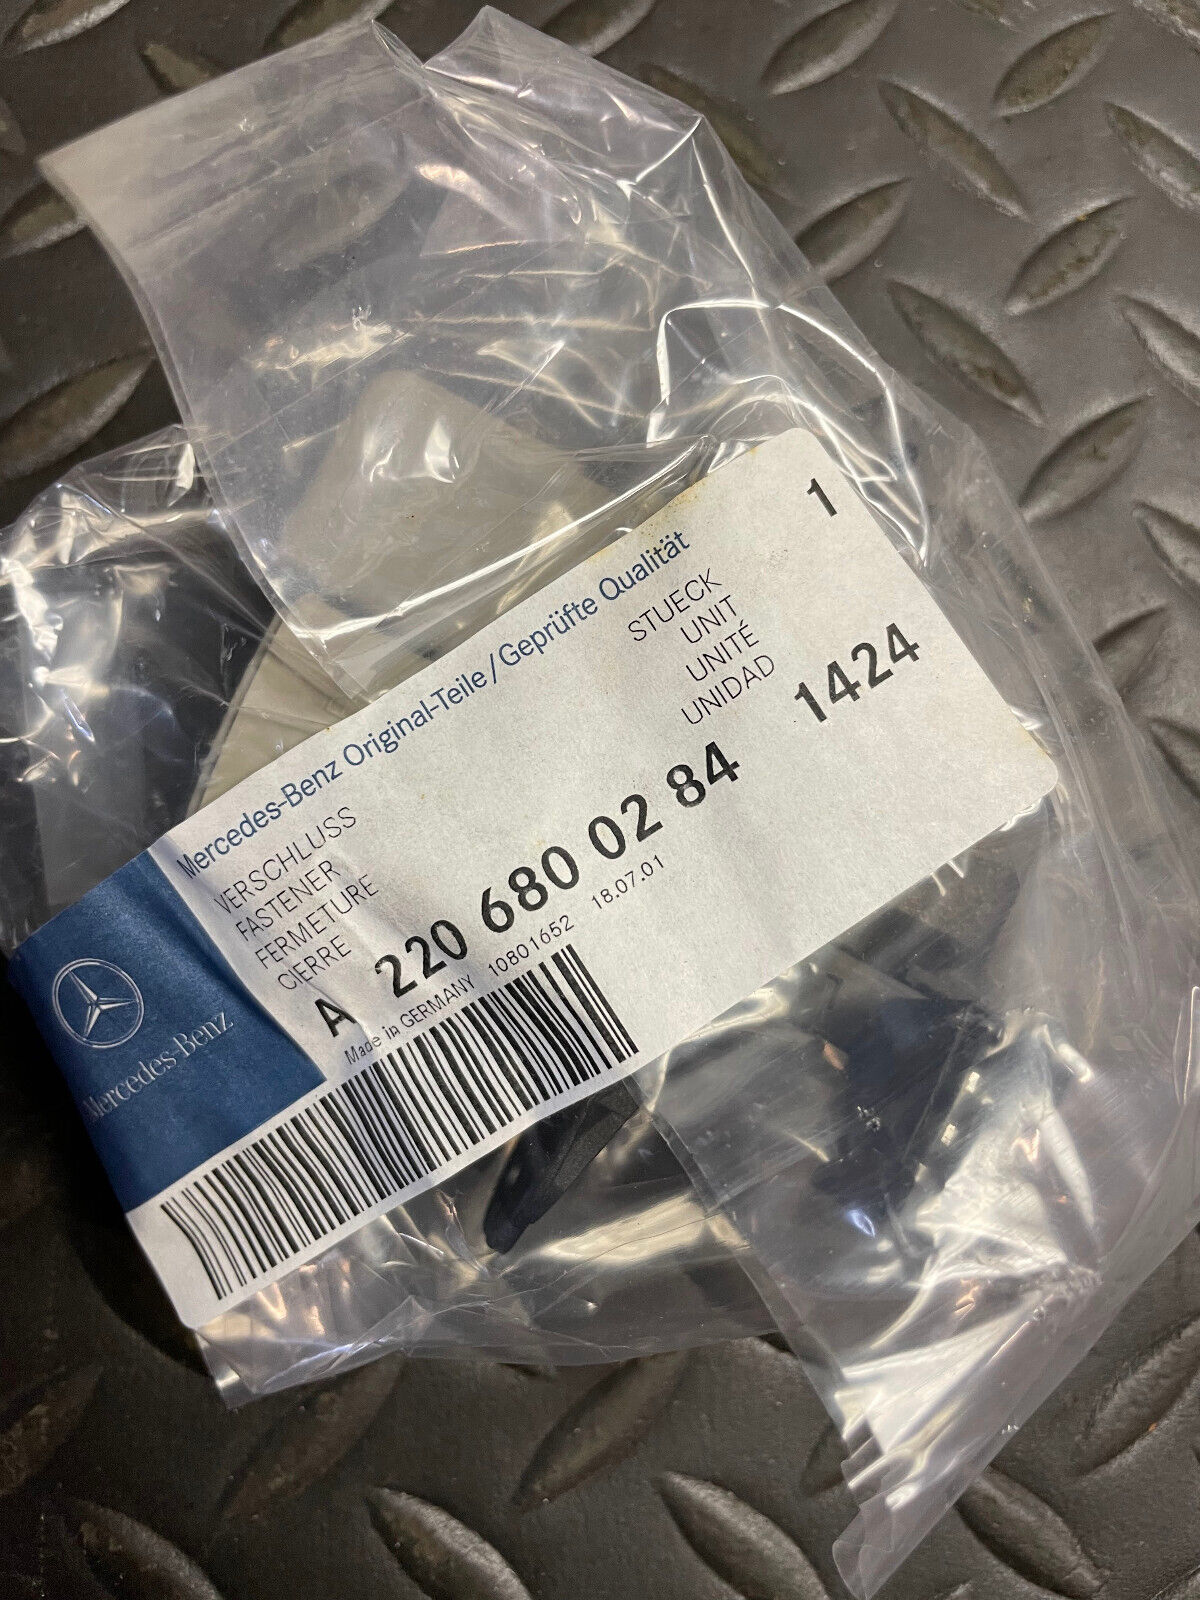 Mercedes-Benz Original-Teile/Geprüfte Qualität
VERSCHLUSS
FASTENER
FERMETURE
CIERRE
STUECK
UNIT
UNITÉ
UNIDAD
1
A 220 680 02 84 1424
Made in GERMANY 10801652 18.07.01
Mercedes-Benz